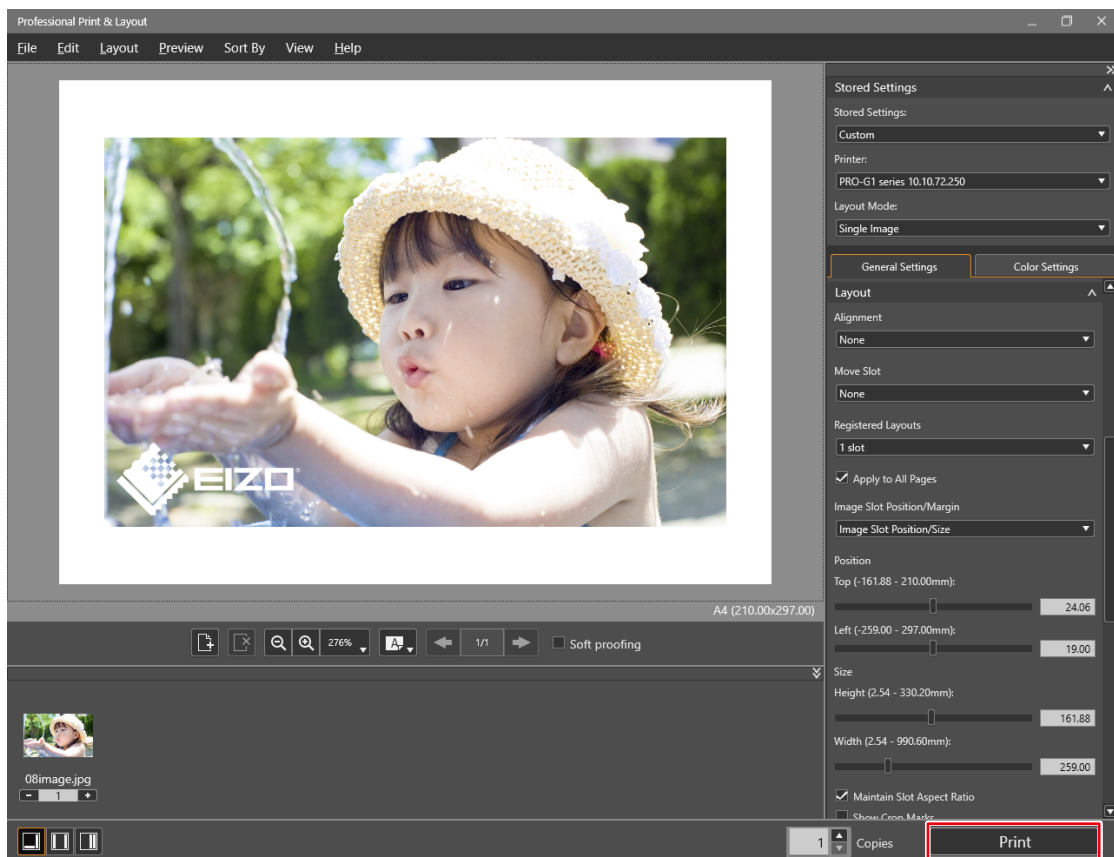 Professional Print & Layout
File Edit Layout Preview Sort By View Help
EIZO
A4 (210.00x297.00)
276%
A
1/1
Soft proofing
08image.jpg
- 1 +
Stored Settings
Stored Settings:
Custom
Printer:
PRO-G1 series 10.10.72.250
Layout Mode:
Single Image
General Settings Color Settings
Layout
Alignment
None
Move Slot
None
Registered Layouts
1 slot
Apply to All Pages
Image Slot Position/Margin
Image Slot Position/Size
Position
Top (-161.88 - 210.00mm):
24.06
Left (-259.00 - 297.00mm):
19.00
Size
Height (2.54 - 330.20mm):
161.88
Width (2.54 - 990.60mm):
259.00
Maintain Slot Aspect Ratio
Show Crop Marks
1 Copies Print